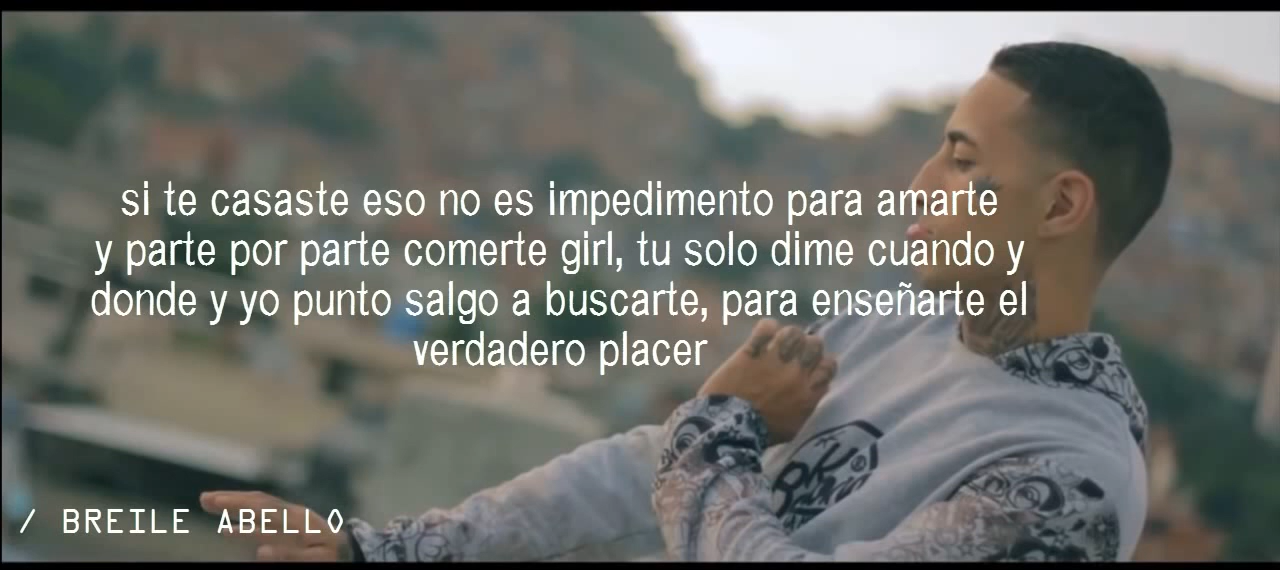 si te casaste eso no es impedimento para amarte
y parte por parte comerte girl, tu solo dime cuando y
donde y yo punto salgo a buscarte, para enseñarte el
verdadero placer
/ BREILE ABELLO